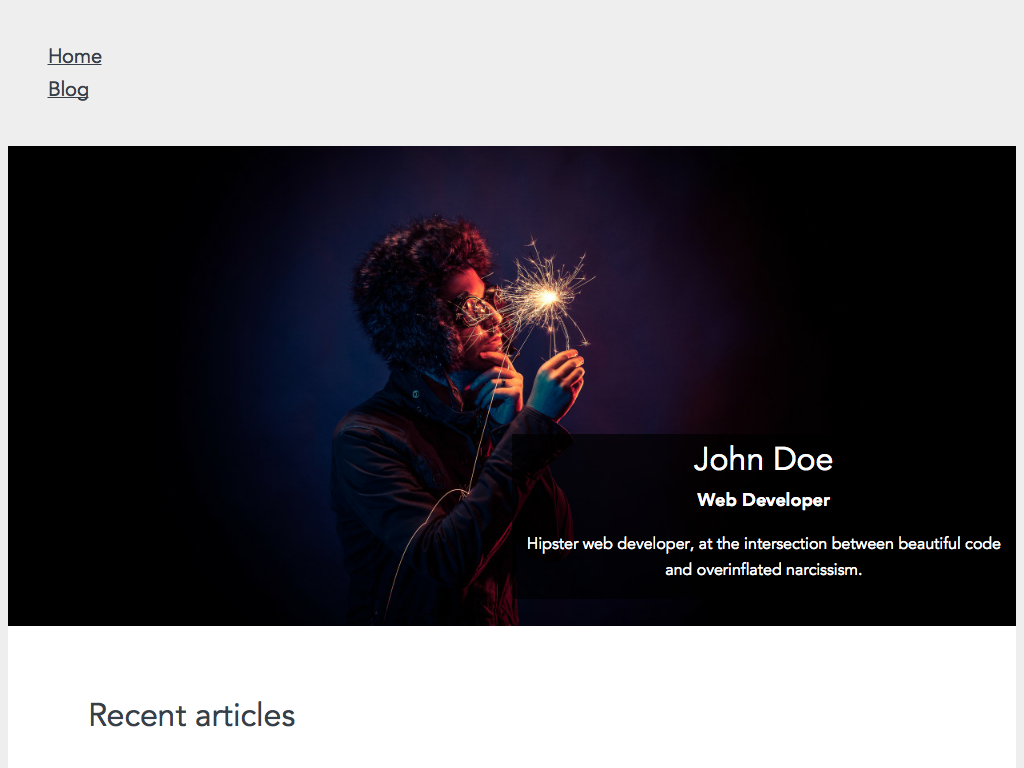 Home
Blog
John Doe
Web Developer
Hipster web developer, at the intersection between beautiful code
and overinflated narcissism.
Recent articles